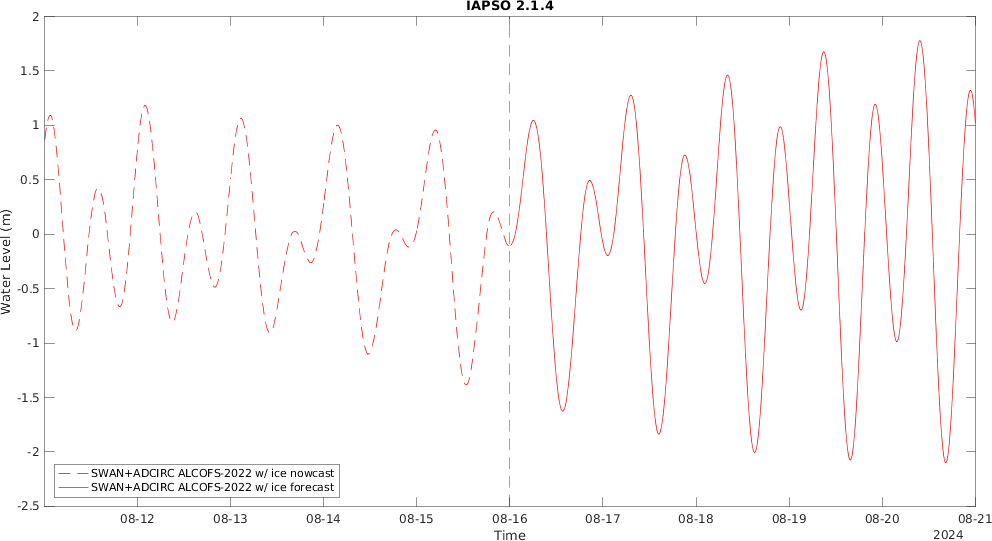 IAPSO 2.1.4
2
1.5
1
0.5
0
-0.5
-1
-1.5
-2
-2.5
Water Level (m)
SWAN+ADCIRC ALCOFS-2022 w/ ice nowcast
SWAN+ADCIRC ALCOFS-2022 w/ ice forecast
08-12 08-13 08-14 08-15 08-16 08-17 08-18 08-19 08-20 08-21
Time
2024